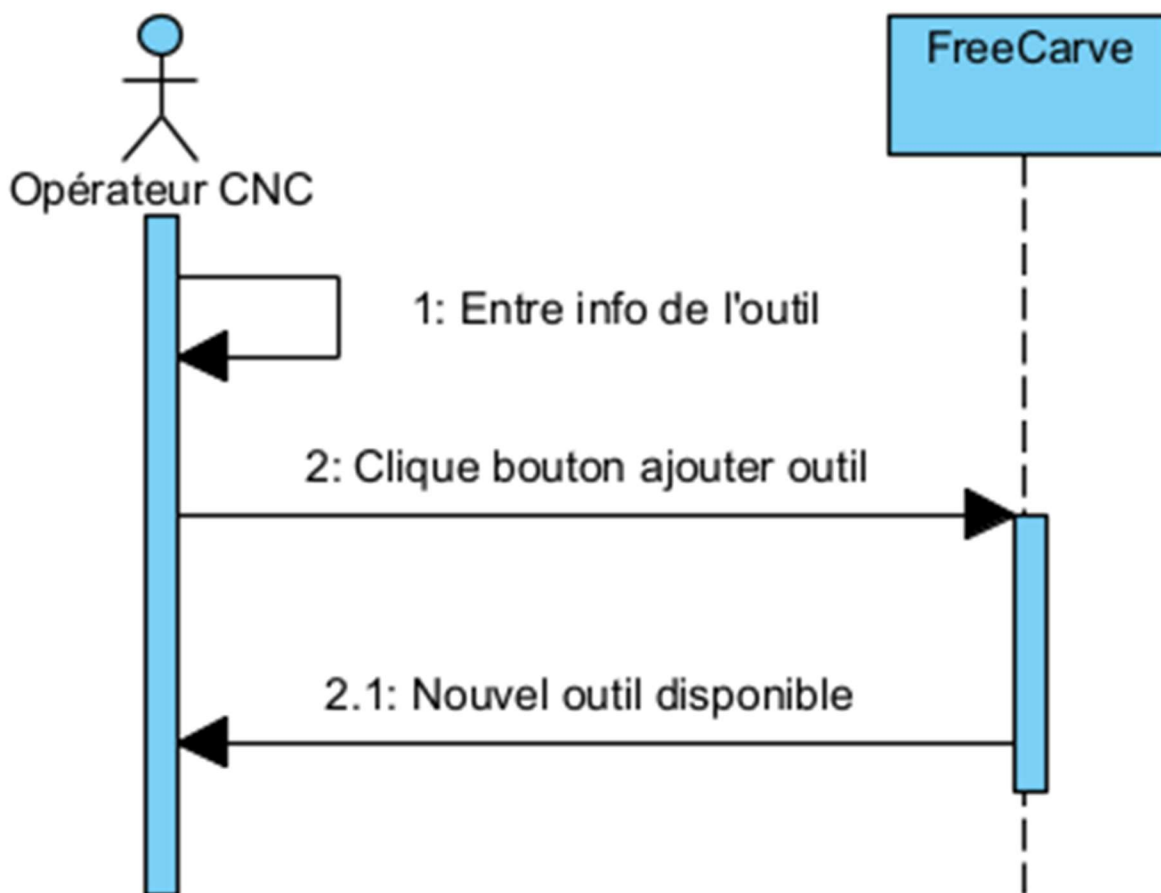 FreeCarve
Opérateur CNC
1: Entre info de l'outil
2: Clique bouton ajouter outil
2.1: Nouvel outil disponible